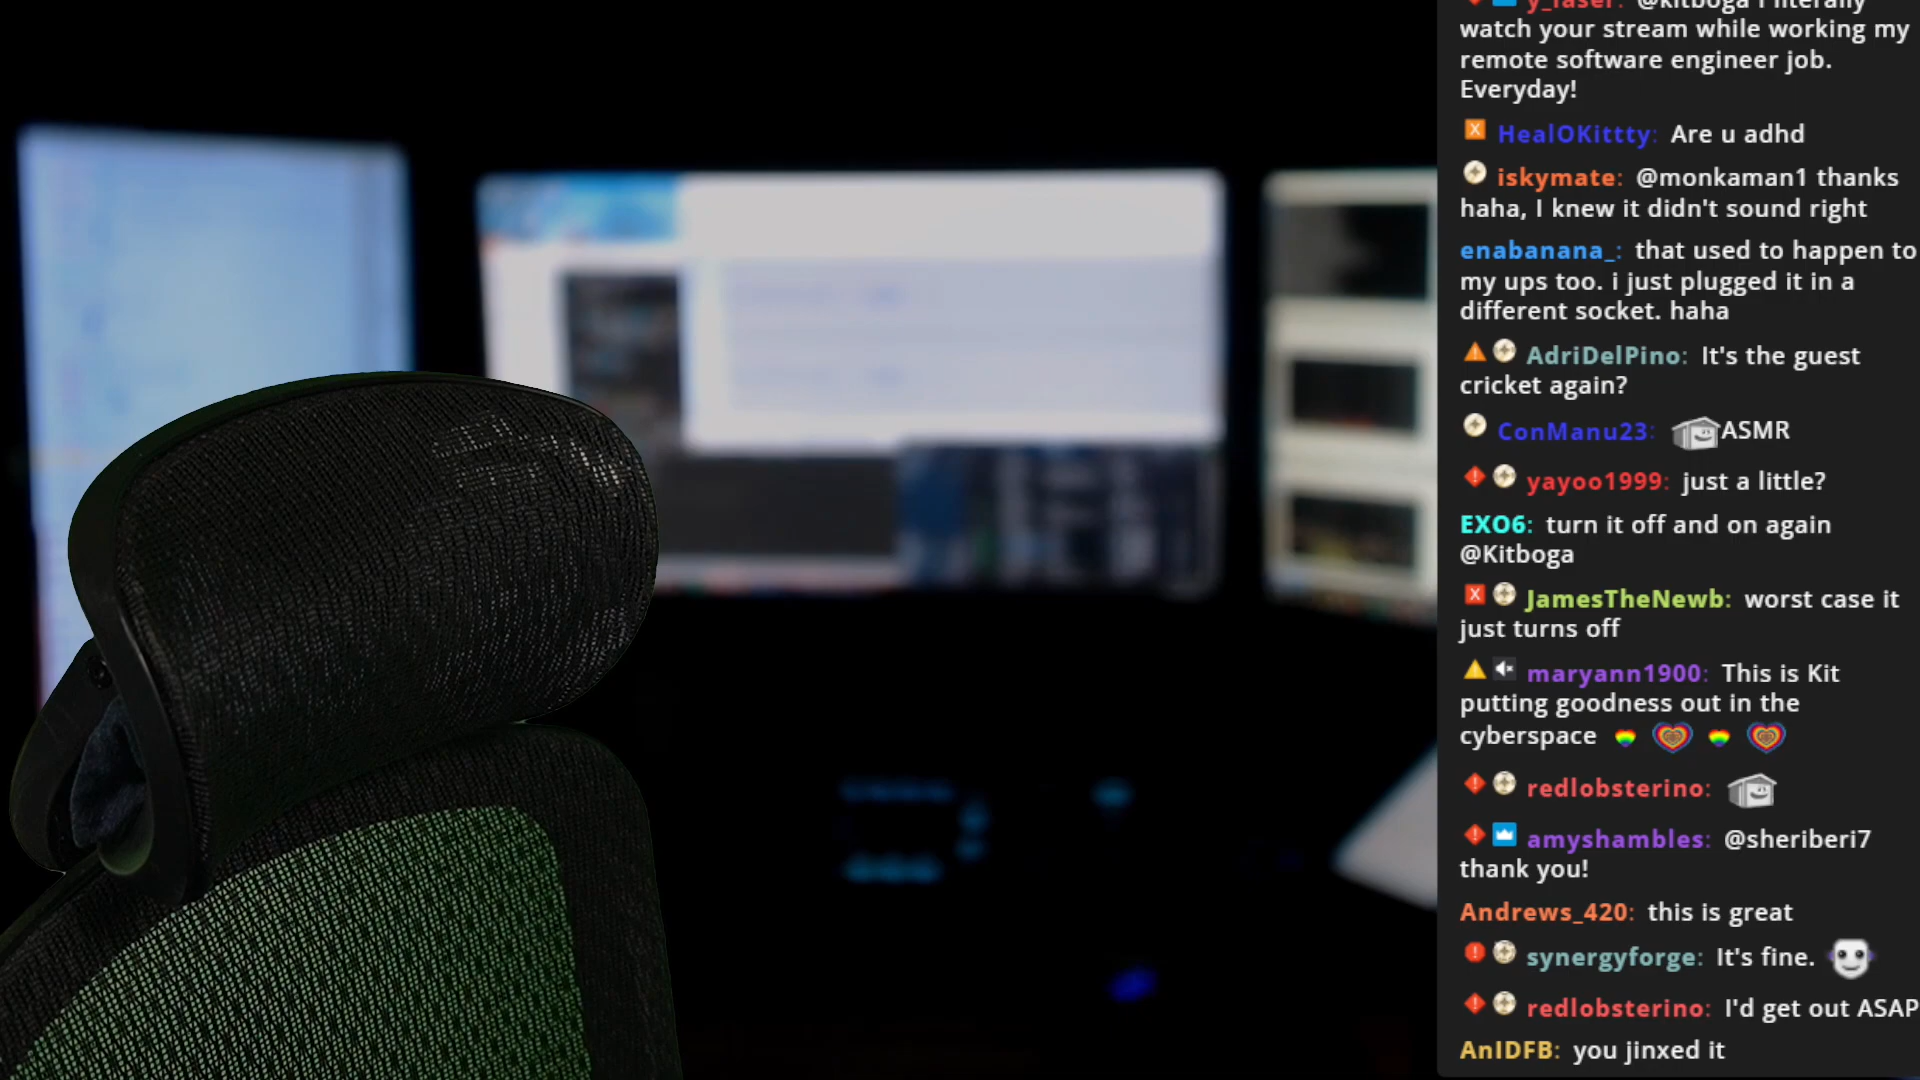 y_laser: @kitboga I literally
watch your stream while working my
remote software engineer job.
Everyday!
HealOKittty: Are u adhd
iskymate: @monkaman1 thanks
haha, I knew it didn't sound right
enabanana_: that used to happen to
my ups too. i just plugged it in a
different socket. haha
AdriDelPino: It's the guest
cricket again?
ConManu23: ASMR
yayoo1999: just a little?
EXO6: turn it off and on again
@Kitboga
JamesTheNewb: worst case it
just turns off
maryann1900: This is Kit
putting goodness out in the
cyberspace
redlobsterino:
amyshambles: @sheriberi7
thank you!
Andrews_420: this is great
synergyforge: It's fine.
redlobsterino: I'd get out ASAP
AnIDFB: you jinxed it